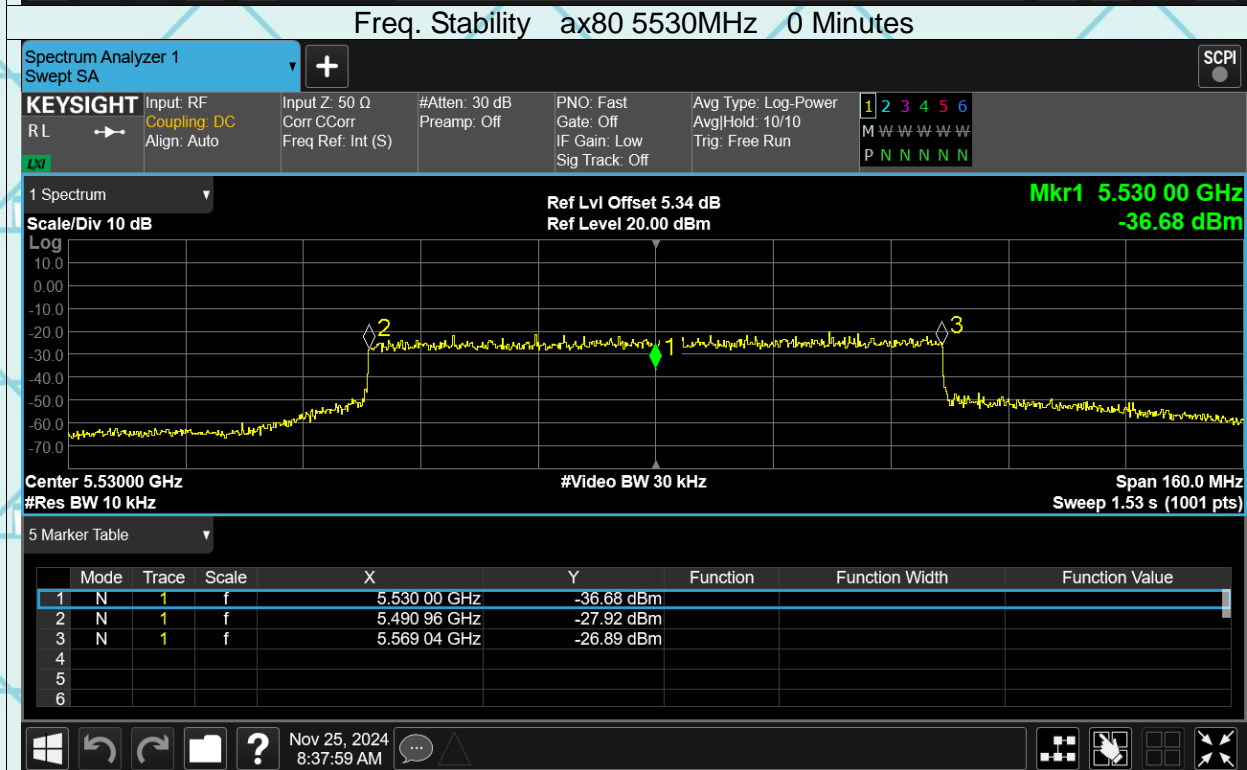 Freq. Stability ax80 5530MHz 0 Minutes
Spectrum Analyzer 1
Swept SA
SCPI
KEYSIGHT Input: RF Input Z: 50 Ω #Atten: 30 dB PNO: Fast Avg Type: Log-Power 1 2 3 4 5 6
RL Coupling: DC Corr CCorr Preamp: Off Gate: Off Avg|Hold: 10/10 M W W W W W
Align: Auto Freq Ref: Int (S) IF Gain: Low Trig: Free Run
LXI Sig Track: Off P N N N N N
1 Spectrum Ref Lvl Offset 5.34 dB Mkr1 5.530 00 GHz
Scale/Div 10 dB Ref Level 20.00 dBm -36.68 dBm
Log
10.0
0.00
-10.0
-20.0 2 3
-30.0 1
-40.0
-50.0
-60.0
-70.0
Center 5.53000 GHz #Video BW 30 kHz Span 160.0 MHz
#Res BW 10 kHz Sweep 1.53 s (1001 pts)
5 Marker Table
Mode Trace Scale X Y Function Function Width Function Value
1 N 1 f 5.530 00 GHz -36.68 dBm
2 N 1 f 5.490 96 GHz -27.92 dBm
3 N 1 f 5.569 04 GHz -26.89 dBm
4
5
6
? Nov 25, 2024
8:37:59 AM